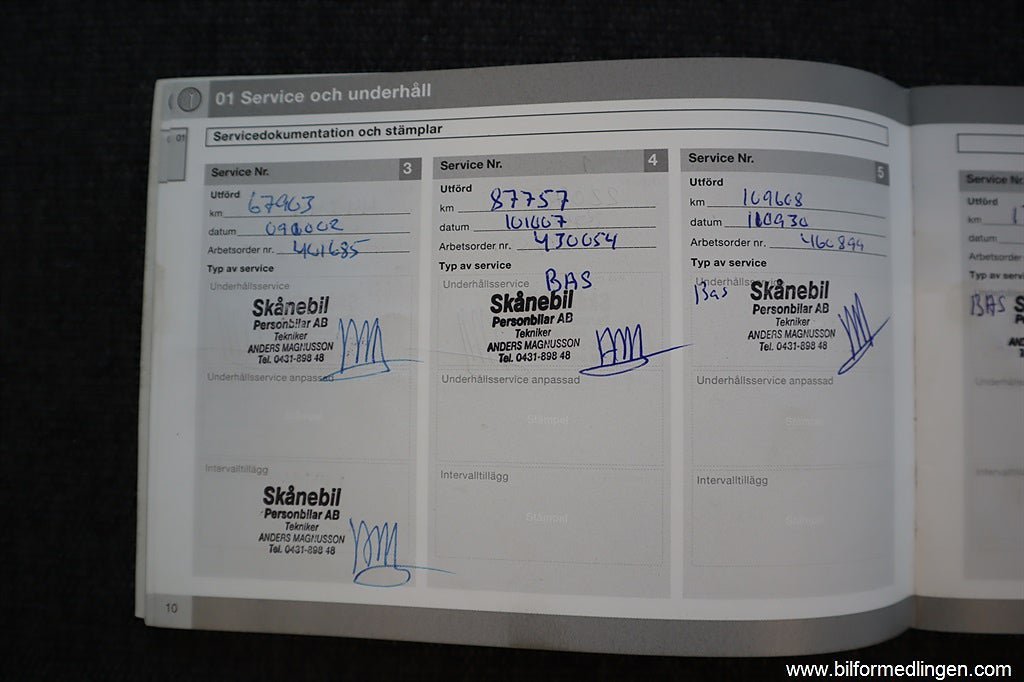 01 Service och underhåll
01
Servicedokumentation och stämplar
Service Nr. 3
Utförd
km 67903
datum 091002
Arbetsorder nr. 401685
Typ av service
Underhållsservice
Skånebil
Personbilar AB
Tekniker
ANDERS MAGNUSSON
Tel. 0431-898 48
Underhållsservice anpassad
Stämpel
Intervalltillägg
Skånebil
Personbilar AB
Tekniker
ANDERS MAGNUSSON
Tel. 0431-898 48
Service Nr. 4
Utförd
km 87757
datum 101007
Arbetsorder nr. 430054
Typ av service
Underhållsservice BAS
Skånebil
Personbilar AB
Tekniker
ANDERS MAGNUSSON
Tel. 0431-898 48
Underhållsservice anpassad
Stämpel
Intervalltillägg
Stämpel
Service Nr. 5
Utförd
km 109608
datum 110930
Arbetsorder nr. 460894
Typ av service
Underhållsservice
Bas
Skånebil
Personbilar AB
Tekniker
ANDERS MAGNUSSON
Tel. 0431-898 48
Underhållsservice anpassad
Stämpel
Intervalltillägg
Stämpel
Service Nr.
Utförd
km
datum
Arbetsorder
Typ av servic
BAS
10
www.bilformedlingen.com